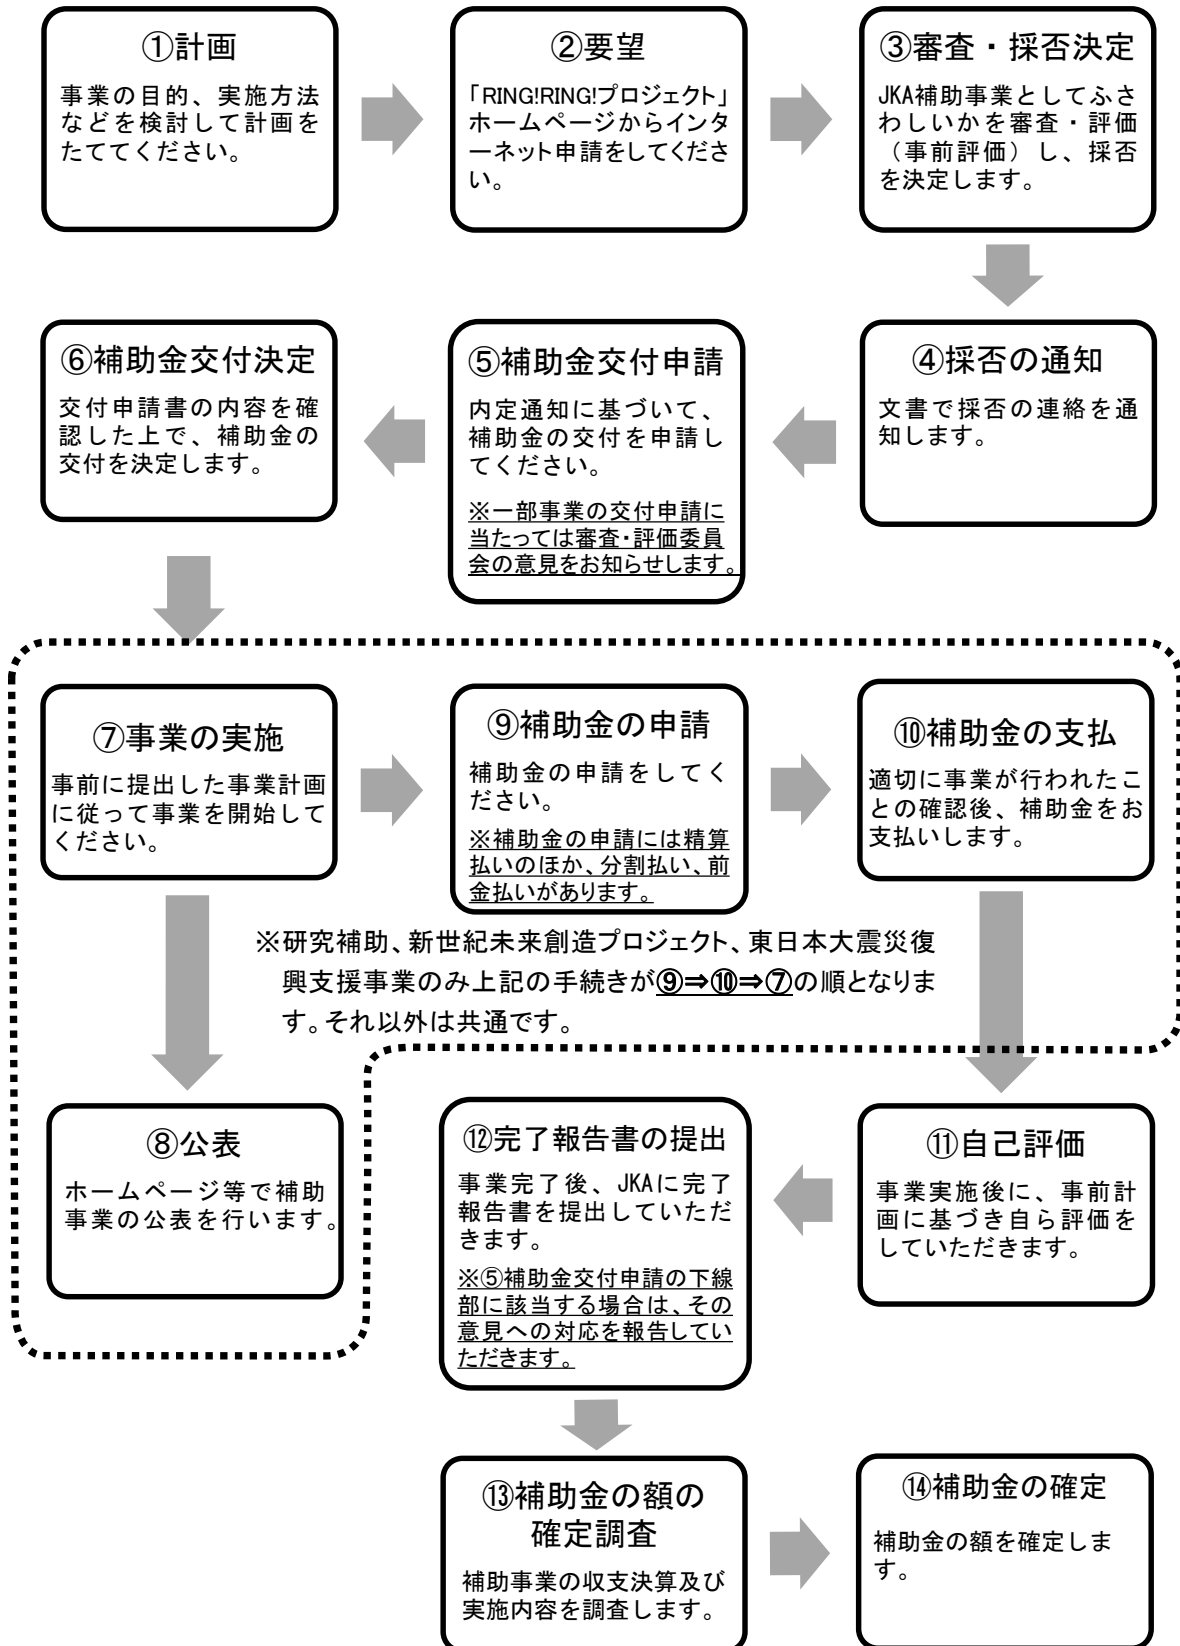 ①計画
事業の目的、実施方法
などを検討して計画を
たててください。
②要望
「RING!RING!プロジェクト」
ホームページからインタ
ーネット申請をしてくださ
い。
③審査・採否決定
JKA補助事業としてふさ
わしいかを審査・評価
（事前評価）し、採否
を決定します。
④採否の通知
文書で採否の連絡を通
知します。
⑤補助金交付申請
内定通知に基づいて、
補助金の交付を申請し
てください。
※一部事業の交付申請に
当たっては審査・評価委員
会の意見をお知らせします。
⑥補助金交付決定
交付申請書の内容を確
認した上で、補助金の
交付を決定します。
⑦事業の実施
事前に提出した事業計画
に従って事業を開始して
ください。
⑨補助金の申請
補助金の申請をしてく
ださい。
※補助金の申請には精算
払いのほか、分割払い、前
金払いがあります。
⑩補助金の支払
適切に事業が行われたこ
との確認後、補助金をお
支払いします。
※研究補助、新世紀未来創造プロジェクト、東日本大震災復
興支援事業のみ上記の手続きが⑨⇒⑩⇒⑦の順となりま
す。それ以外は共通です。
⑧公表
ホームページ等で補助
事業の公表を行います。
⑪自己評価
事業実施後に、事前計
画に基づき自ら評価を
していただきます。
⑫完了報告書の提出
事業完了後、JKAに完了
報告書を提出していただ
きます。
※⑤補助金交付申請の下線
部に該当する場合は、その
意見への対応を報告してい
ただきます。
⑬補助金の額の
確定調査
補助事業の収支決算及び
実施内容を調査します。
⑭補助金の確定
補助金の額を確定しま
す。